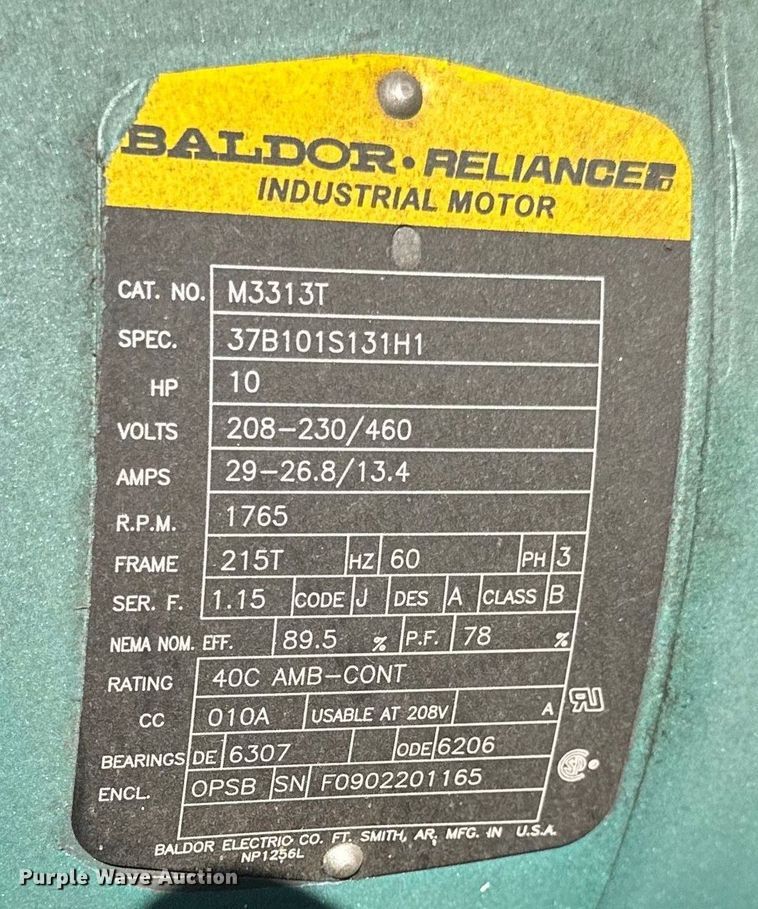 BALDOR • RELIANCE
INDUSTRIAL MOTOR
CAT. NO. M3313T
SPEC. 37B101S131H1
HP 10
VOLTS 208-230/460
AMPS 29-26.8/13.4
R.P.M. 1765
FRAME 215T HZ 60 PH 3
SER. F. 1.15 CODE J DES A CLASS B
NEMA NOM. EFF. 89.5 % P.F. 78 %
RATING 40C AMB-CONT
CC 010A USABLE AT 208V A
BEARINGS DE 6307 ODE 6206
ENCL. OPSB SN F0902201165
BALDOR ELECTRIC CO. FT. SMITH, AR, MFG. IN U.S.A.
NP1256L
Purple Wave Auction